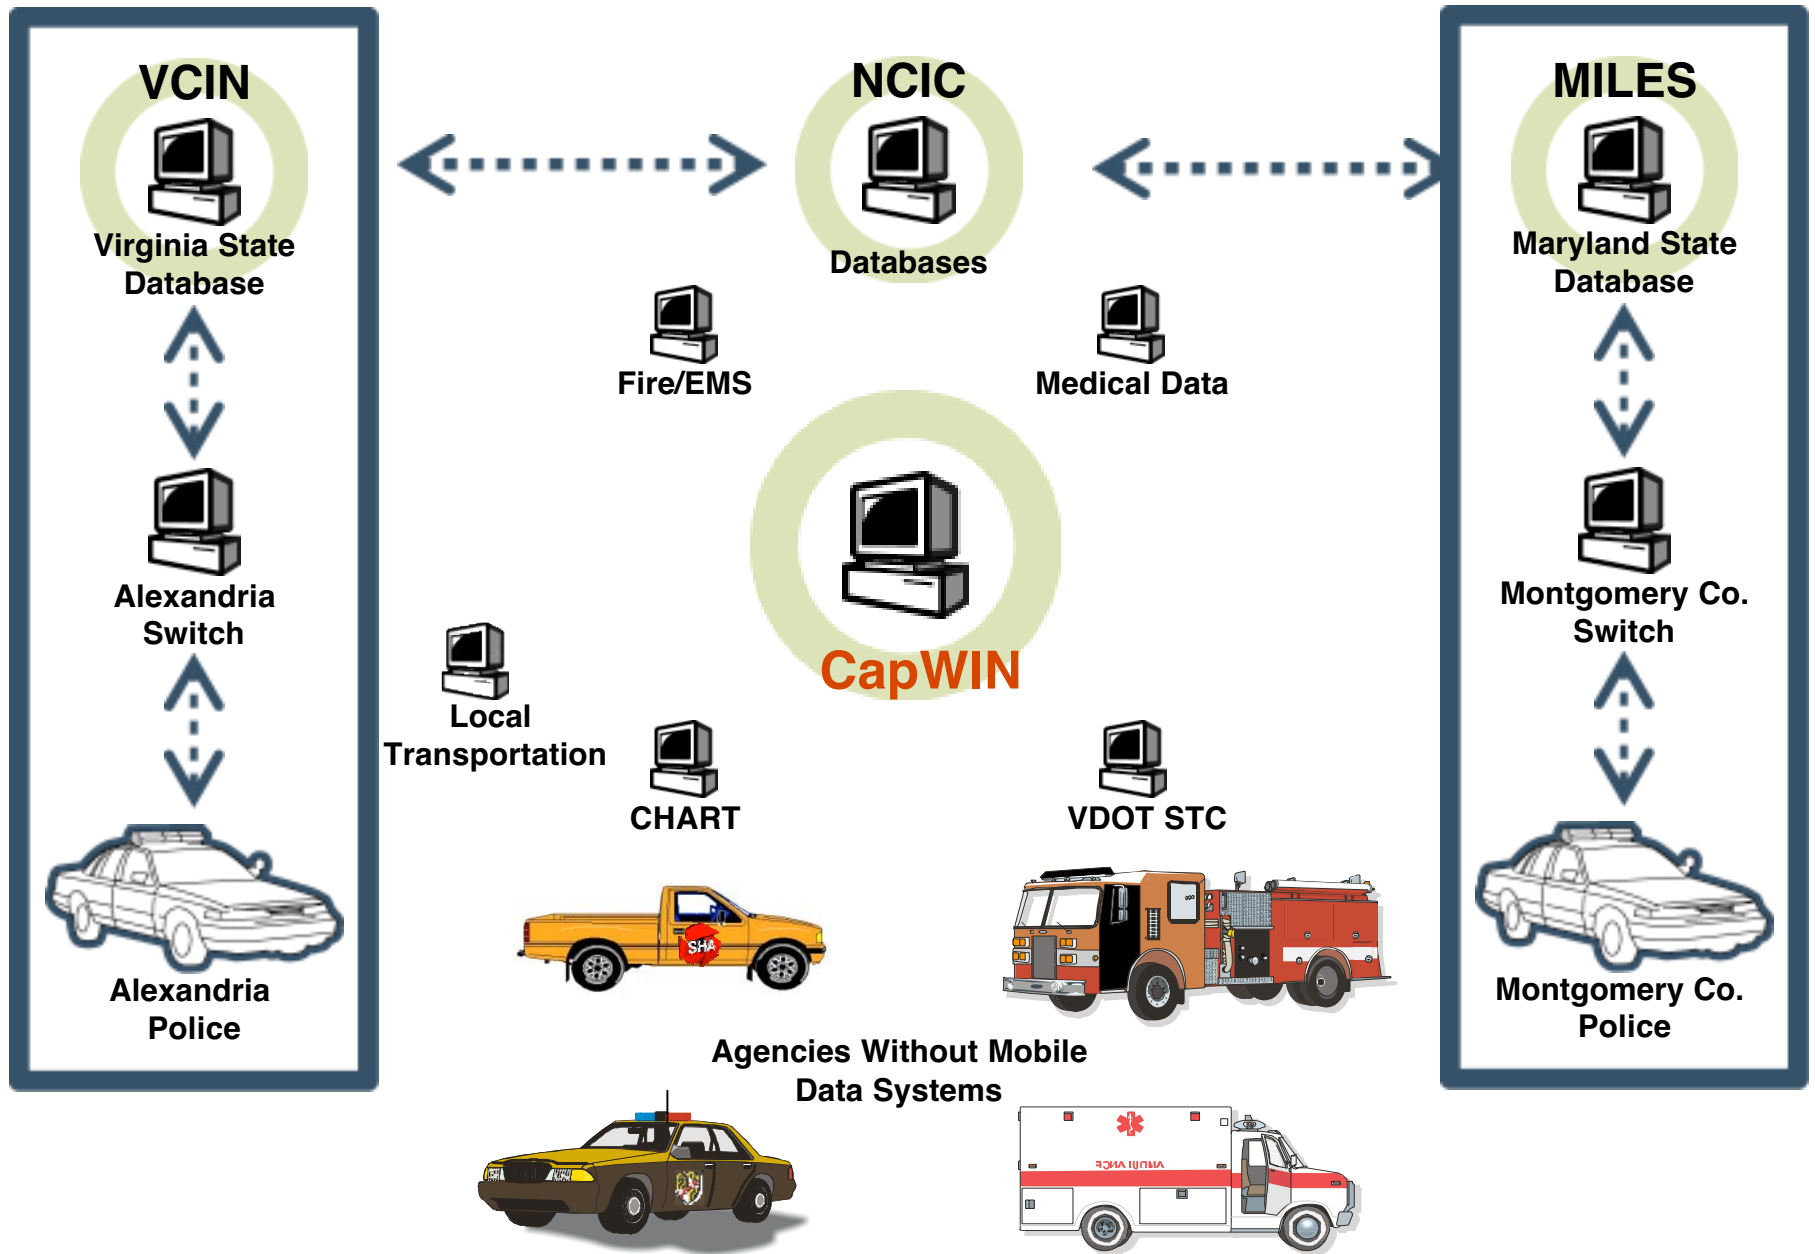 VCIN
NCIC
MILES
Virginia State
Database
Databases
Maryland State
Database
Fire/EMS
Medical Data
Alexandria
Switch
Montgomery Co.
Switch
CapWIN
Local
Transportation
CHART
VDOT STC
SHA
Alexandria
Police
Montgomery Co.
Police
Agencies Without Mobile
Data Systems
AMBULANCE